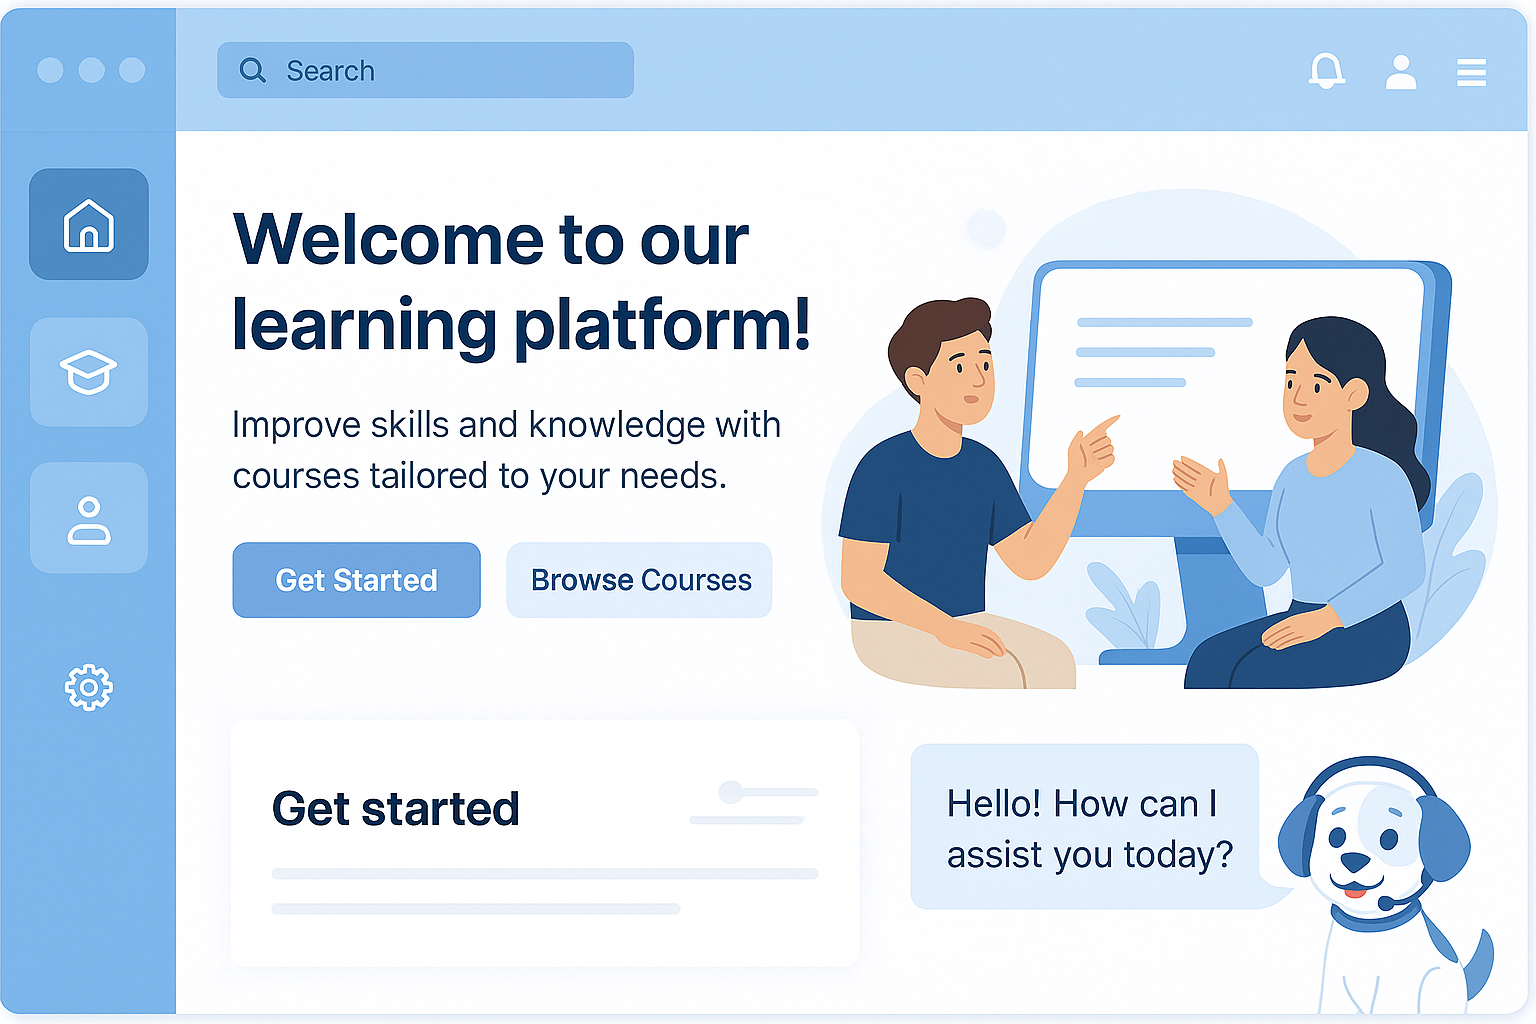 Search
Welcome to our
learning platform!
Improve skills and knowledge with
courses tailored to your needs.
Get Started
Browse Courses
Get started
Hello! How can I
assist you today?